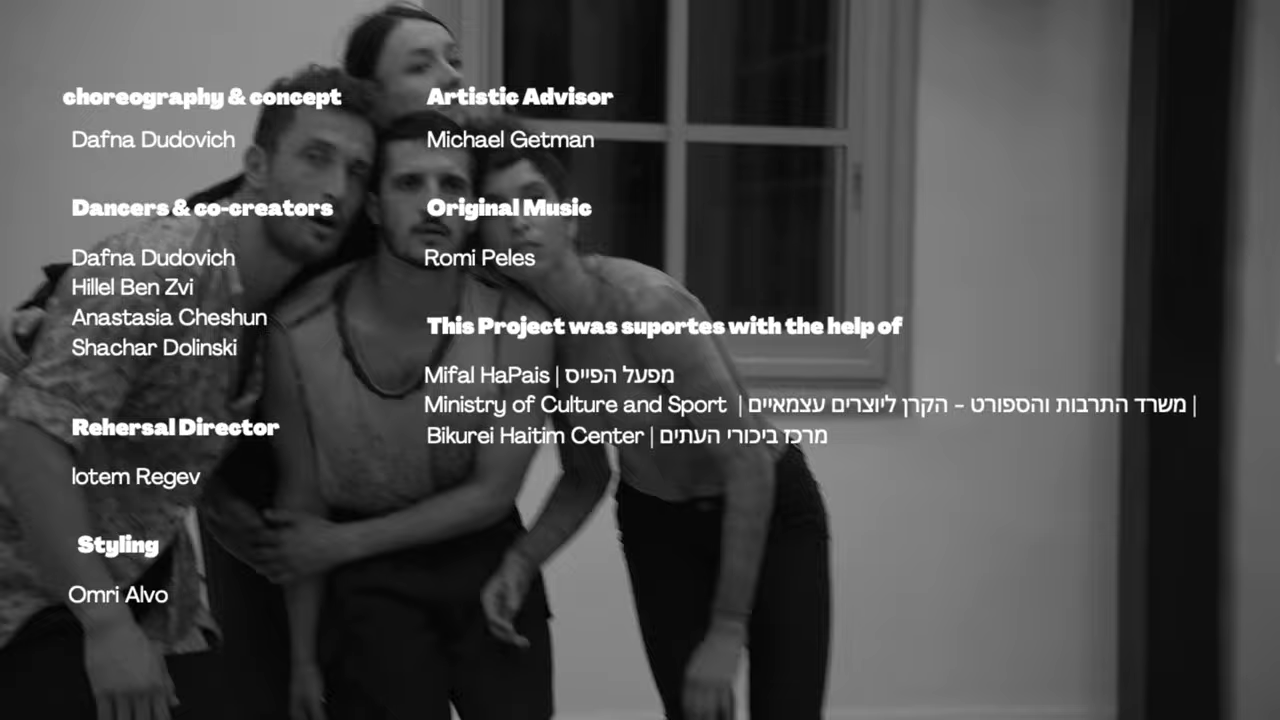 choreography & concept
Dafna Dudovich
Dancers & co-creators
Dafna Dudovich
Hillel Ben Zvi
Anastasia Cheshun
Shachar Dolinski
Rehersal Director
lotem Regev
Styling
Omri Alvo
Artistic Advisor
Michael Getman
Original Music
Romi Peles
This Project was suportes with the help of
Mifal HaPais | מפעל הפייס
Ministry of Culture and Sport | משרד התרבות והספורט - הקרן ליוצרים עצמאיים |
Bikurei Haitim Center | מרכז ביכורי העתים